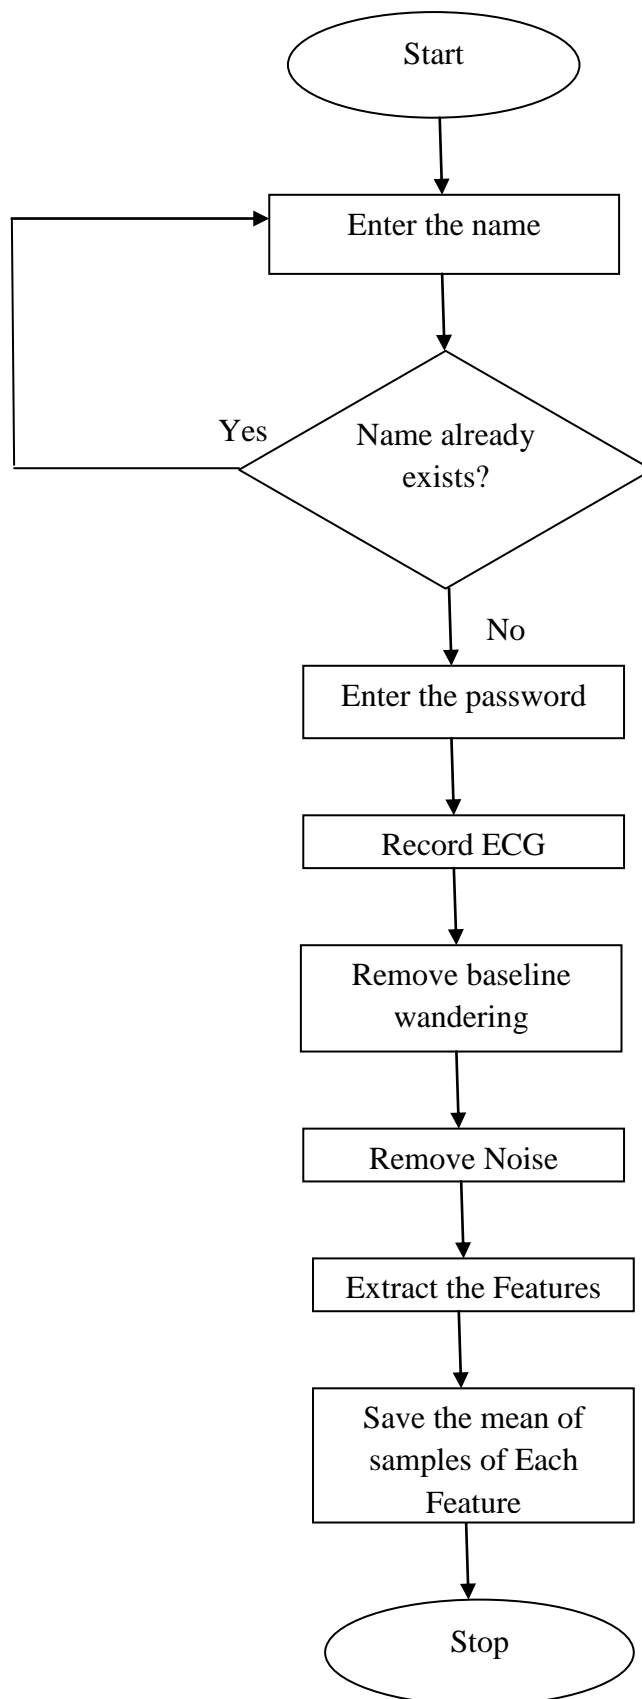 Start
Enter the name
Yes
Name already
exists?
No
Enter the password
Record ECG
Remove baseline
wandering
Remove Noise
Extract the Features
Save the mean of
samples of Each
Feature
Stop